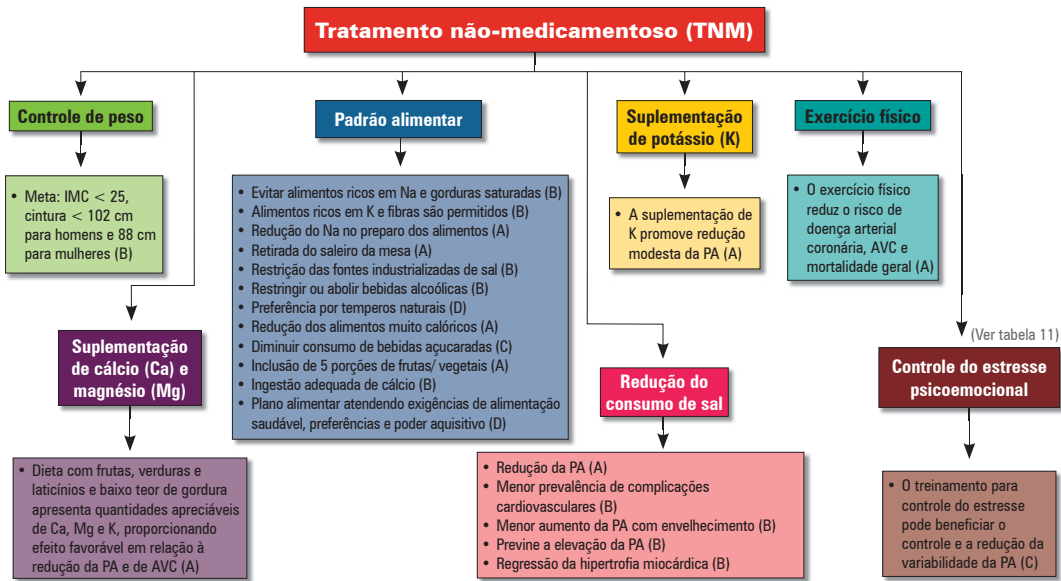 Tratamento não-medicamentoso (TNM)
Controle de peso
• Meta: IMC < 25,
cintura < 102 cm
para homens e 88 cm
para mulheres (B)
Padrão alimentar
• Evitar alimentos ricos em Na e gorduras saturadas (B)
• Alimentos ricos em K e fibras são permitidos (B)
• Redução do Na no preparo dos alimentos (A)
• Retirada do saleiro da mesa (A)
• Restrição das fontes industrializadas de sal (B)
• Restringir ou abolir bebidas alcoólicas (B)
• Preferência por temperos naturais (D)
• Redução dos alimentos muito calóricos (A)
• Diminuir consumo de bebidas açucaradas (C)
• Inclusão de 5 porções de frutas/ vegetais (A)
• Ingestão adequada de cálcio (B)
• Plano alimentar atendendo exigências de alimentação
saudável, preferências e poder aquisitivo (D)
Suplementação
de potássio (K)
• A suplementação de
K promove redução
modesta da PA (A)
Exercício físico
• O exercício físico
reduz o risco de
doença arterial
coronária, AVC e
mortalidade geral (A)
Suplementação
de cálcio (Ca) e
magnésio (Mg)
• Dieta com frutas, verduras e
laticínios e baixo teor de gordura
apresenta quantidades apreciáveis
de Ca, Mg e K, proporcionando
efeito favorável em relação à
redução da PA e de AVC (A)
Redução do
consumo de sal
• Redução da PA (A)
• Menor prevalência de complicações
cardiovasculares (B)
• Menor aumento da PA com envelhecimento (B)
• Previne a elevação da PA (B)
• Regressão da hipertrofia miocárdica (B)
(Ver tabela 11)
Controle do estresse
psicoemocional
• O treinamento para
controle do estresse
pode beneficiar o
controle e a redução da
variabilidade da PA (C)